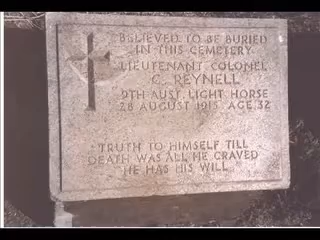 BELIEVED TO BE BURIED
IN THIS CEMETERY
LIEUTENANT COLONEL
C. REYNELL
9TH AUST. LIGHT HORSE
28 AUGUST 1915 AGE 32
TRUTH TO HIMSELF TILL
DEATH WAS ALL HE CRAVED
HE HAS HIS WILL